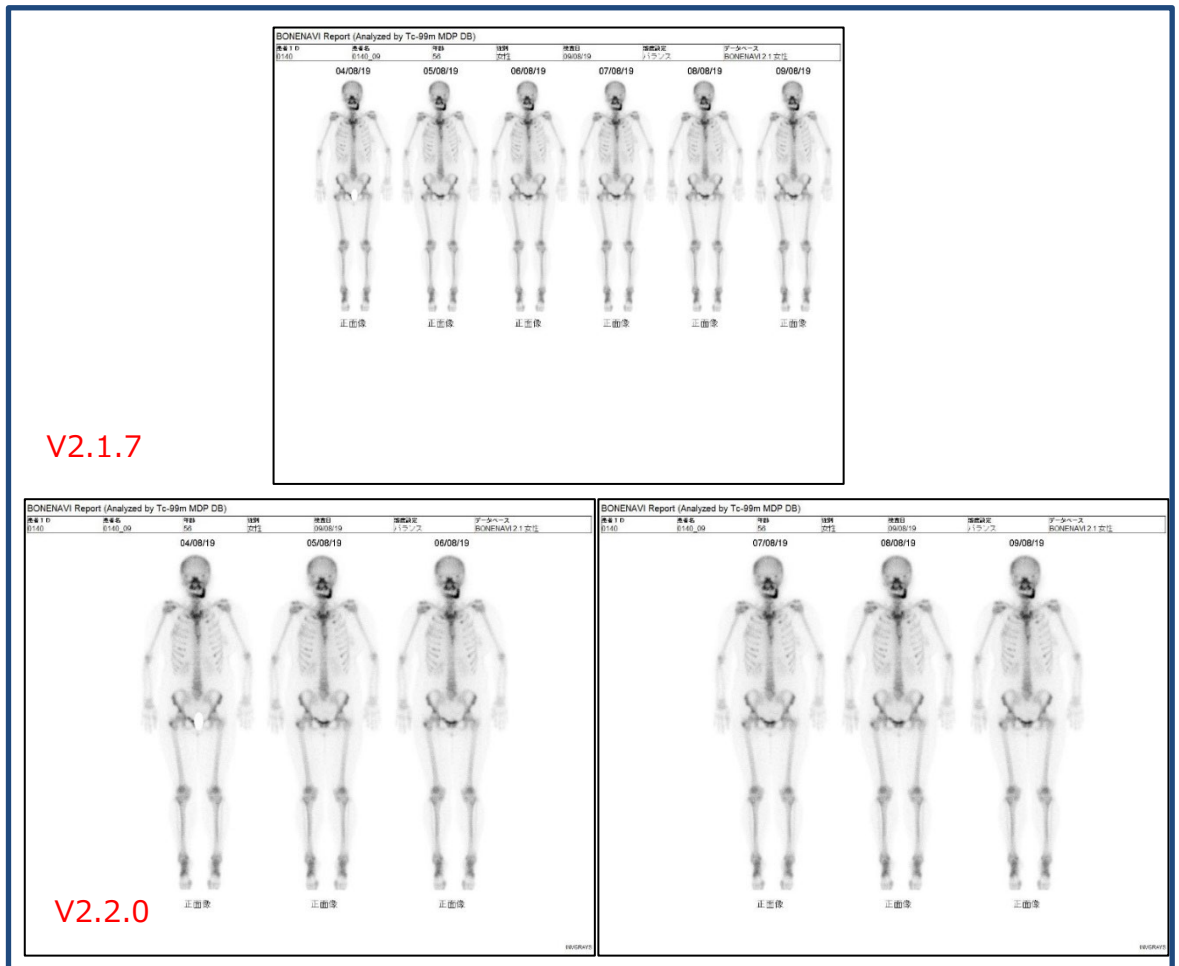 BONENAVI Report (Analyzed by Tc-99m MDP DB)
患者ID 患者名 年齢 性別 検査日 濃度設定 データベース
0140 0140_09 56 女性 09/08/19 バランス BONENAVI 2.1 女性
04/08/19 05/08/19 06/08/19 07/08/19 08/08/19 09/08/19
正面像 正面像 正面像 正面像 正面像 正面像
V2.1.7
BONENAVI Report (Analyzed by Tc-99m MDP DB)
患者ID 患者名 年齢 性別 検査日 濃度設定 データベース
0140 0140_09 56 女性 09/08/19 バランス BONENAVI 2.1 女性
04/08/19 05/08/19 06/08/19
正面像 正面像 正面像
V2.2.0
BONENAVI Report (Analyzed by Tc-99m MDP DB)
患者ID 患者名 年齢 性別 検査日 濃度設定 データベース
0140 0140_09 56 女性 09/08/19 バランス BONENAVI 2.1 女性
07/08/19 08/08/19 09/08/19
正面像 正面像 正面像